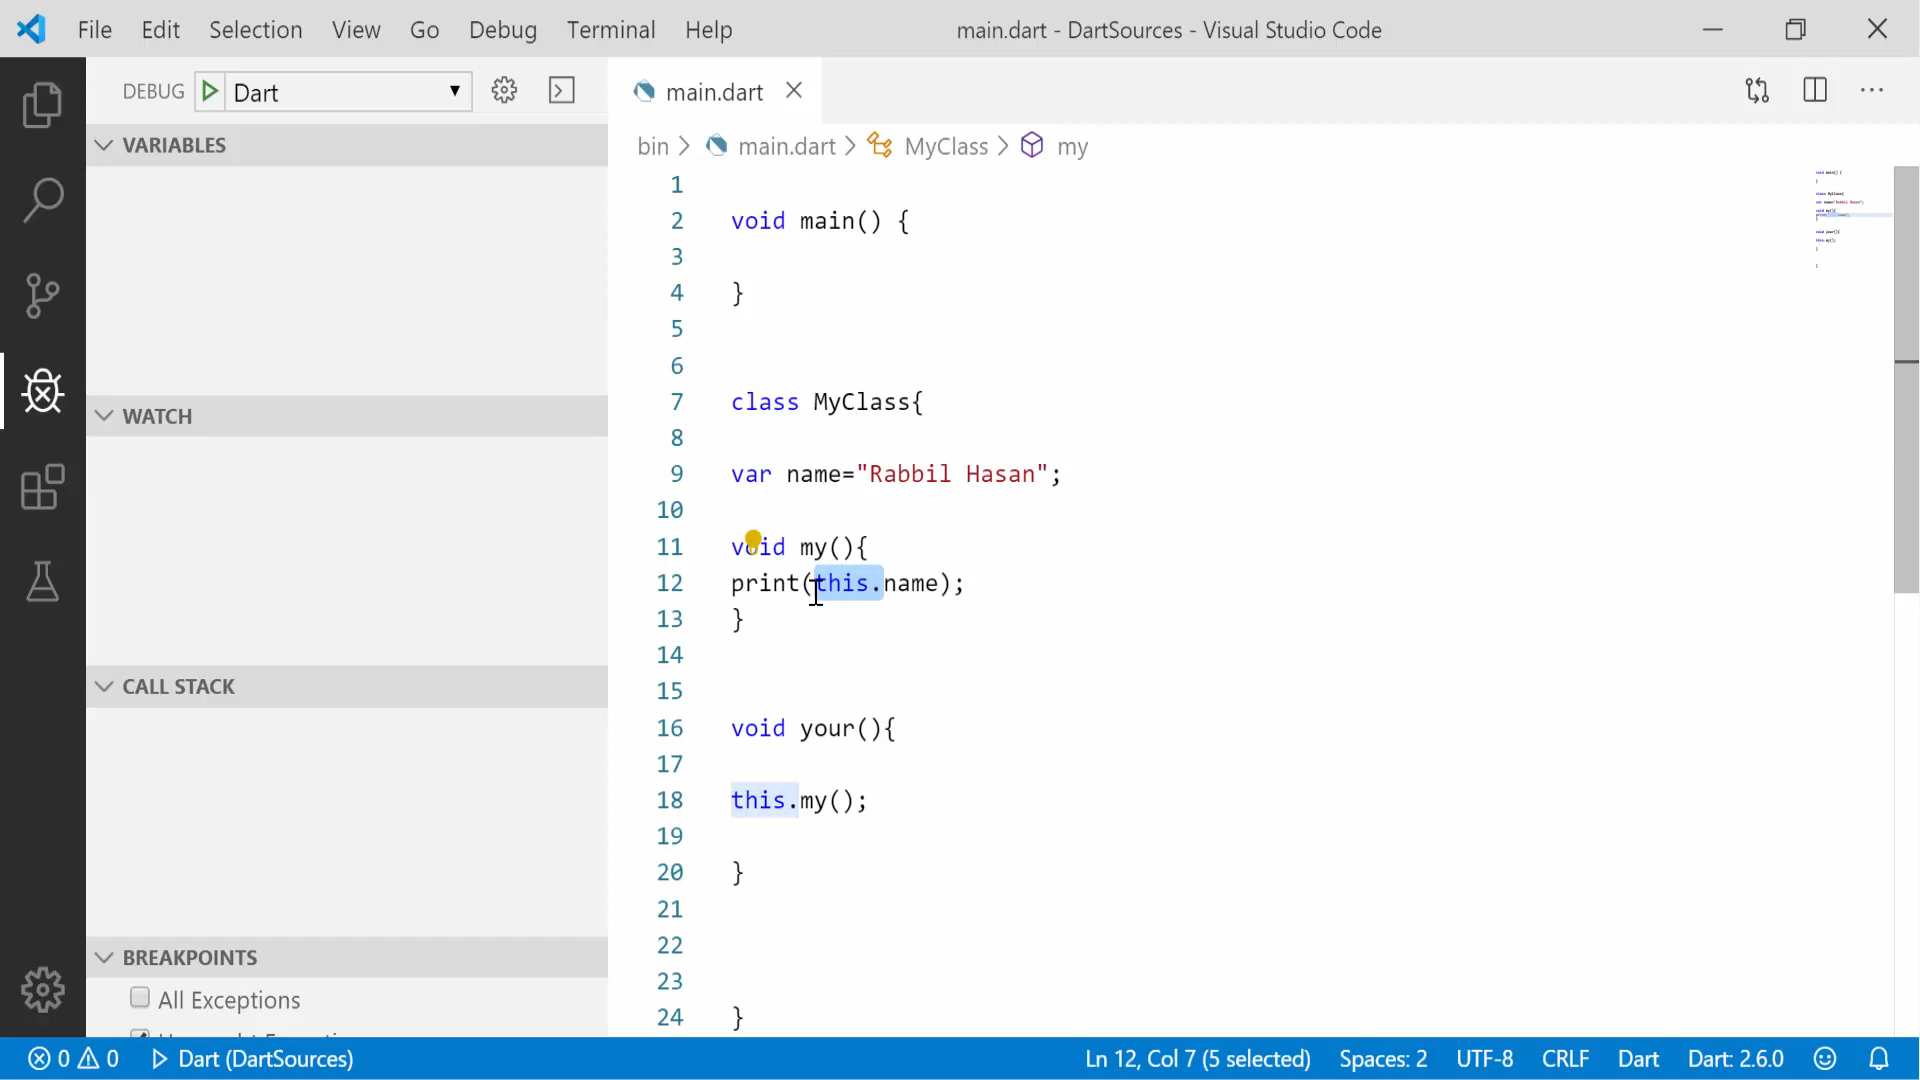 File Edit Selection View Go Debug Terminal Help main.dart - DartSources - Visual Studio Code
DEBUG Dart
main.dart
VARIABLES
WATCH
CALL STACK
BREAKPOINTS
All Exceptions
bin > main.dart > MyClass > my
1
2 void main() {
3
4 }
5
6
7 class MyClass{
8
9 var name="Rabbil Hasan";
10
11 void my(){
12 print(this.name);
13 }
14
15
16 void your(){
17
18 this.my();
19
20 }
21
22
23
24 }
0 0 Dart (DartSources) Ln 12, Col 7 (5 selected) Spaces: 2 UTF-8 CRLF Dart Dart: 2.6.0